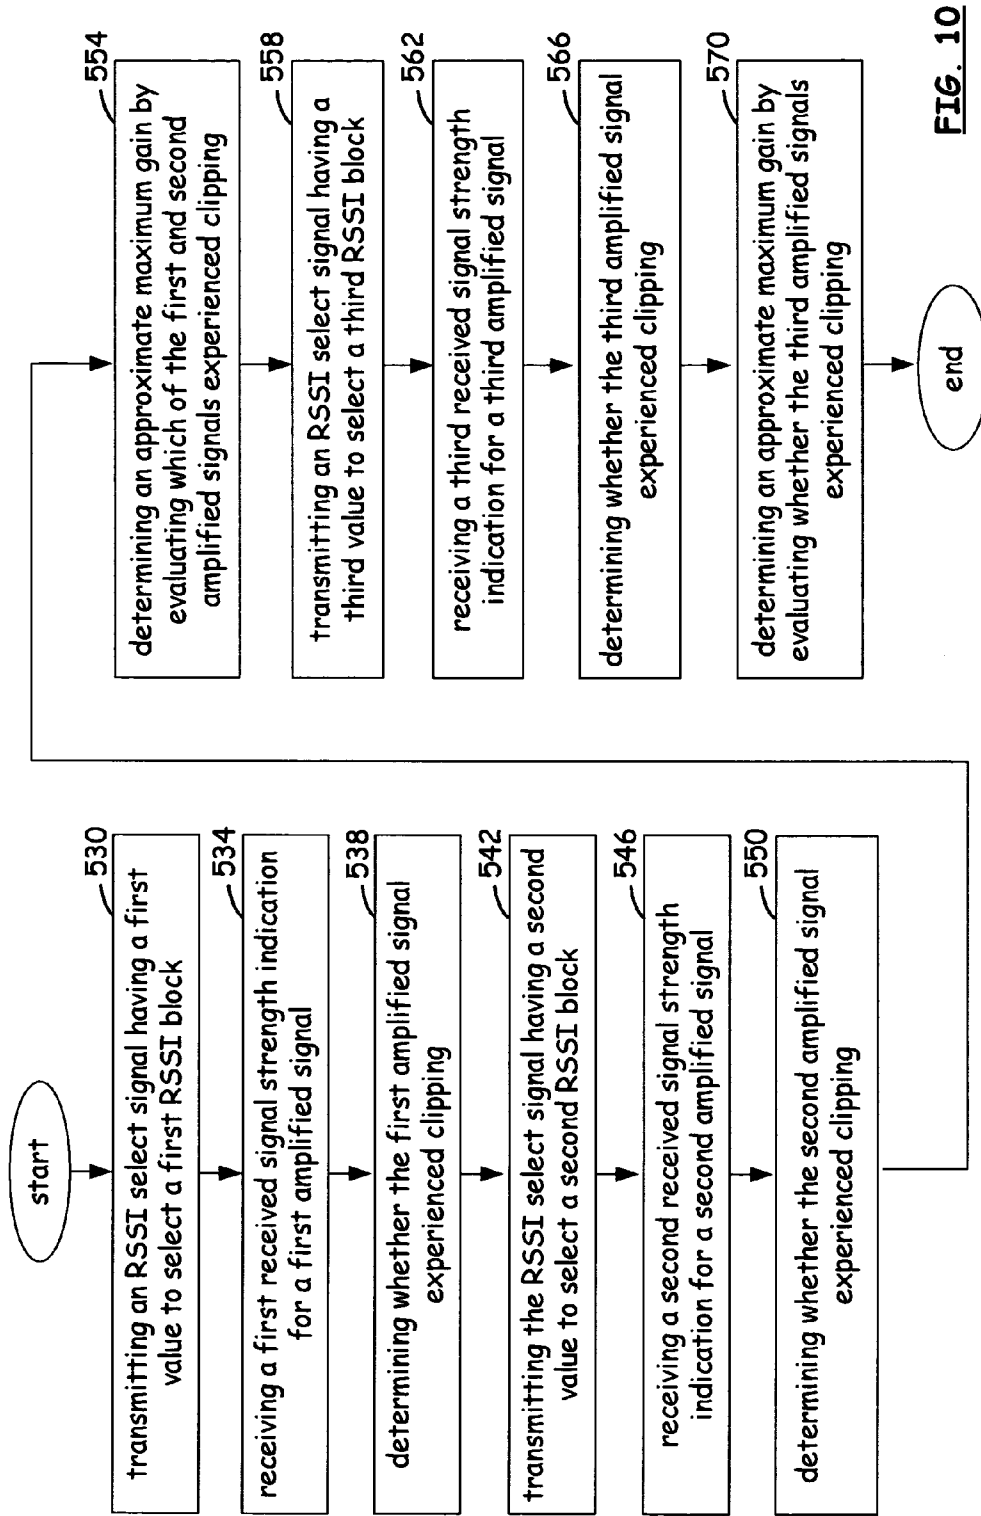 start
530
transmitting an RSSI select signal having a first
value to select a first RSSI block
534
receiving a first received signal strength indication
for a first amplified signal
538
determining whether the first amplified signal
experienced clipping
542
transmitting the RSSI select signal having a second
value to select a second RSSI block
546
receiving a second received signal strength
indication for a second amplified signal
550
determining whether the second amplified signal
experienced clipping
554
determining an approximate maximum gain by
evaluating which of the first and second
amplified signals experienced clipping
558
transmitting an RSSI select signal having a
third value to select a third RSSI block
562
receiving a third received signal strength
indication for a third amplified signal
566
determining whether the third amplified signal
experienced clipping
570
determining an approximate maximum gain by
evaluating whether the third amplified signals
experienced clipping
end
FIG. 10